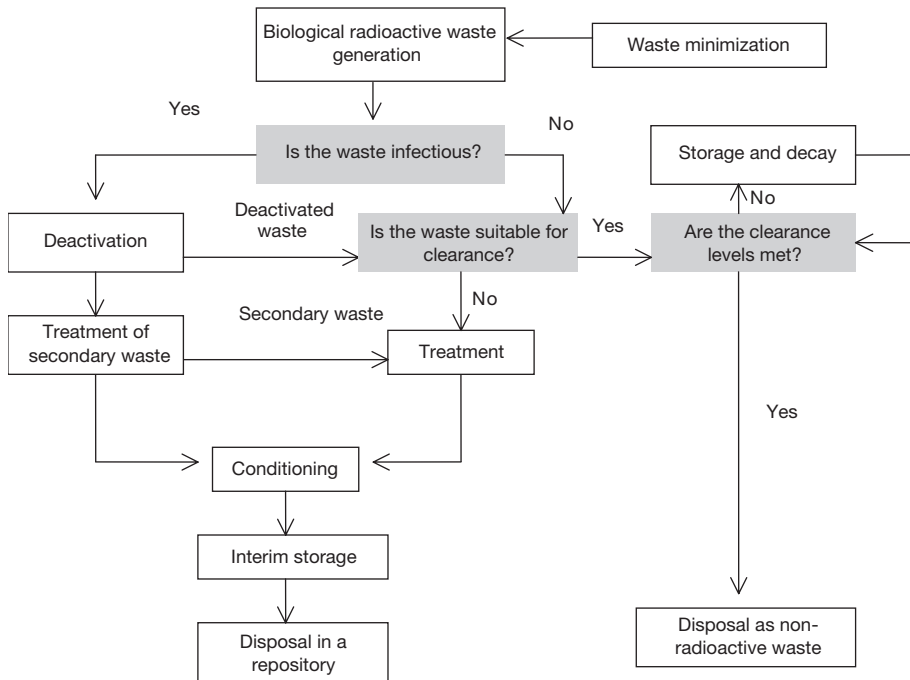 Biological radioactive waste
generation
Waste minimization
Yes
No
Is the waste infectious?
Storage and decay
No
Deactivated
waste
Deactivation
Is the waste suitable for
clearance?
Yes
Are the clearance
levels met?
No
Secondary waste
Treatment of
secondary waste
Treatment
Yes
Conditioning
Interim storage
Disposal in a
repository
Disposal as non-
radioactive waste